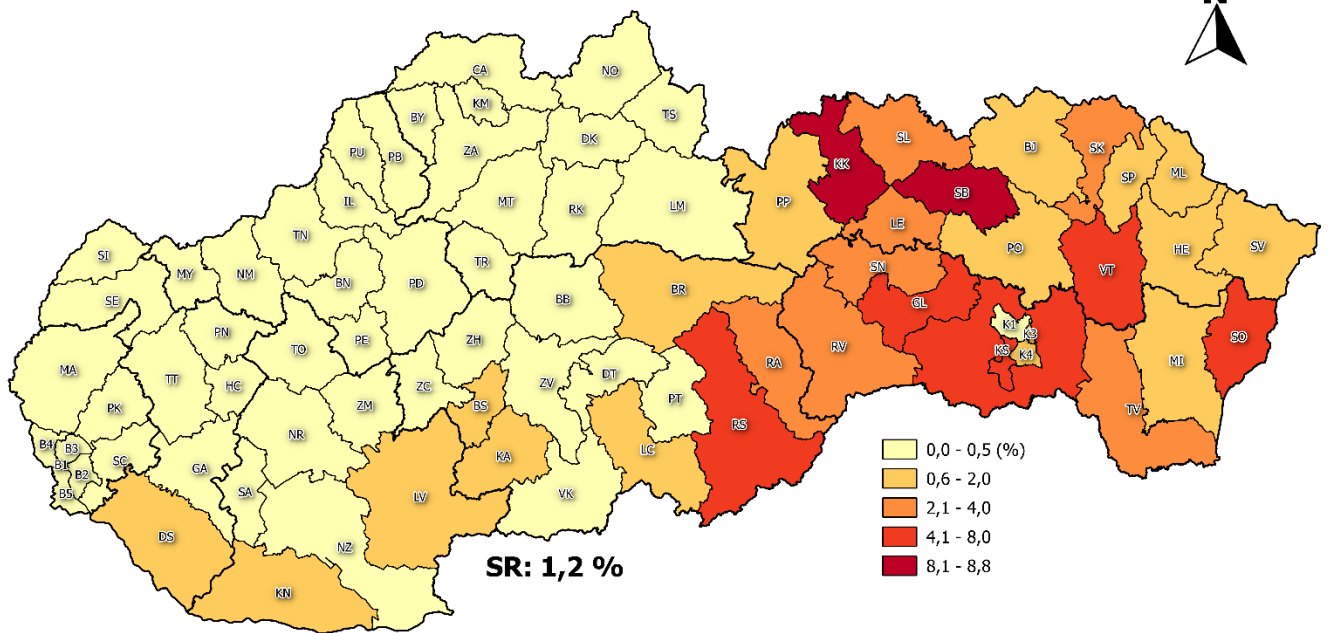 N
CA
NO
KM
BY
TS
PU
PB
ZA
DK
IL
MT
RK
LM
TN
SI
MY
NM
BN
PD
TR
SE
BB
PN
PE
ZH
TO
MA
TT
HC
ZC
ZV
DT
PT
PK
ZM
BS
B4
B3
B1
B2
B5
SC
GA
NR
SA
KA
LC
LV
VK
DS
NZ
KN
KK
SL
BJ
SK
SP
ML
PP
SB
LE
PO
HE
SV
VT
SN
BR
GL
K1
K3
KS
K4
SO
RV
RA
MI
RS
TV
SR: 1,2 %
0,0 - 0,5 (%)
0,6 - 2,0
2,1 - 4,0
4,1 - 8,0
8,1 - 8,8